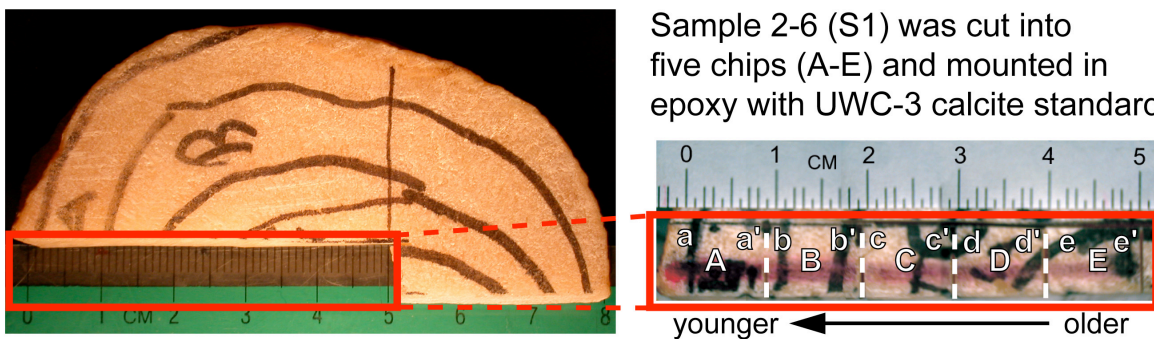 Sample 2-6 (S1) was cut into
five chips (A-E) and mounted in
epoxy with UWC-3 calcite standard
B
A
0 1 CM 2 3 4 5 6 7 8
0 1 CM 2 3 4 5
a a' b b' c c' d d' e e'
A B C D E
younger older